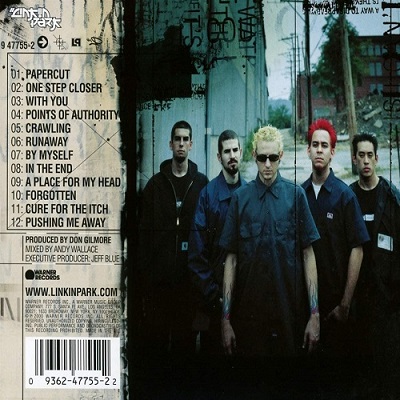 LINKIN PARK
9 47755-2
LP
01: PAPERCUT
02: ONE STEP CLOSER
03: WITH YOU
04: POINTS OF AUTHORITY
05: CRAWLING
06: RUNAWAY
07: BY MYSELF
08: IN THE END
09: A PLACE FOR MY HEAD
10: FORGOTTEN
11: CURE FOR THE ITCH
12: PUSHING ME AWAY
PRODUCED BY DON GILMORE
MIXED BY ANDY WALLACE
EXECUTIVE PRODUCER: JEFF BLUE
WARNER
RECORDS
WWW.LINKINPARK.COM
0 9362-47755-2 2